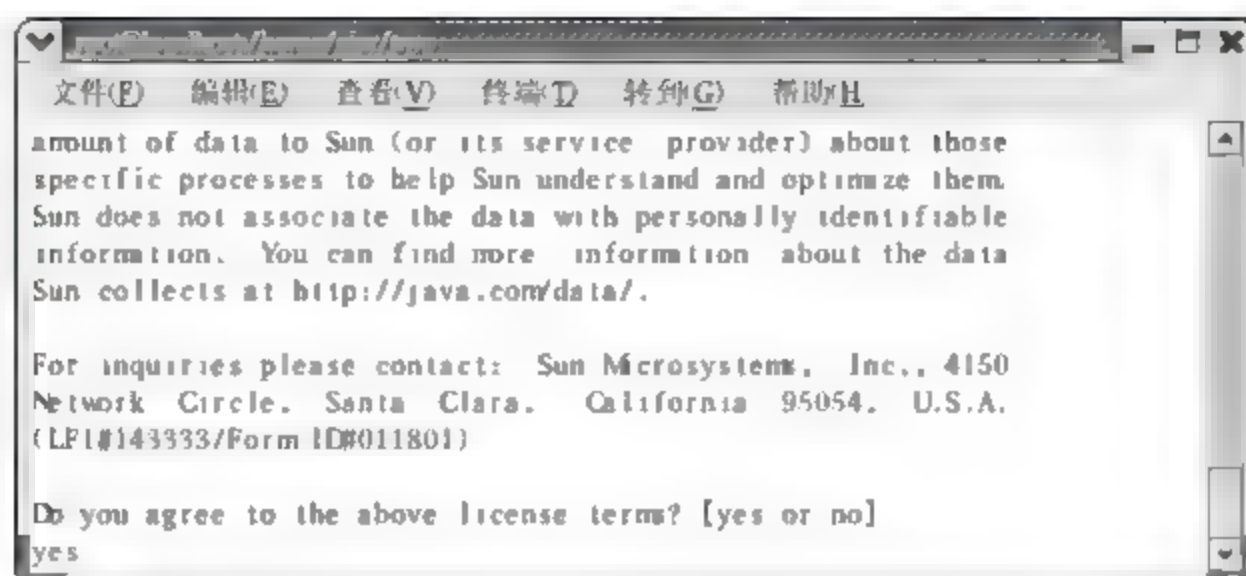 文件(F) 编辑(E) 查看(V) 终端(T) 转到(G) 帮助(H)
amount of data to Sun (or its service provider) about those
specific processes to help Sun understand and optimize them.
Sun does not associate the data with personally identifiable
information. You can find more information about the data
Sun collects at http://java.com/data/.
For inquiries please contact: Sun Microsystems, Inc., 4150
Network Circle, Santa Clara, California 95054, U.S.A.
(LFI#143333/Form ID#011801)
Do you agree to the above license terms? [yes or no]
yes